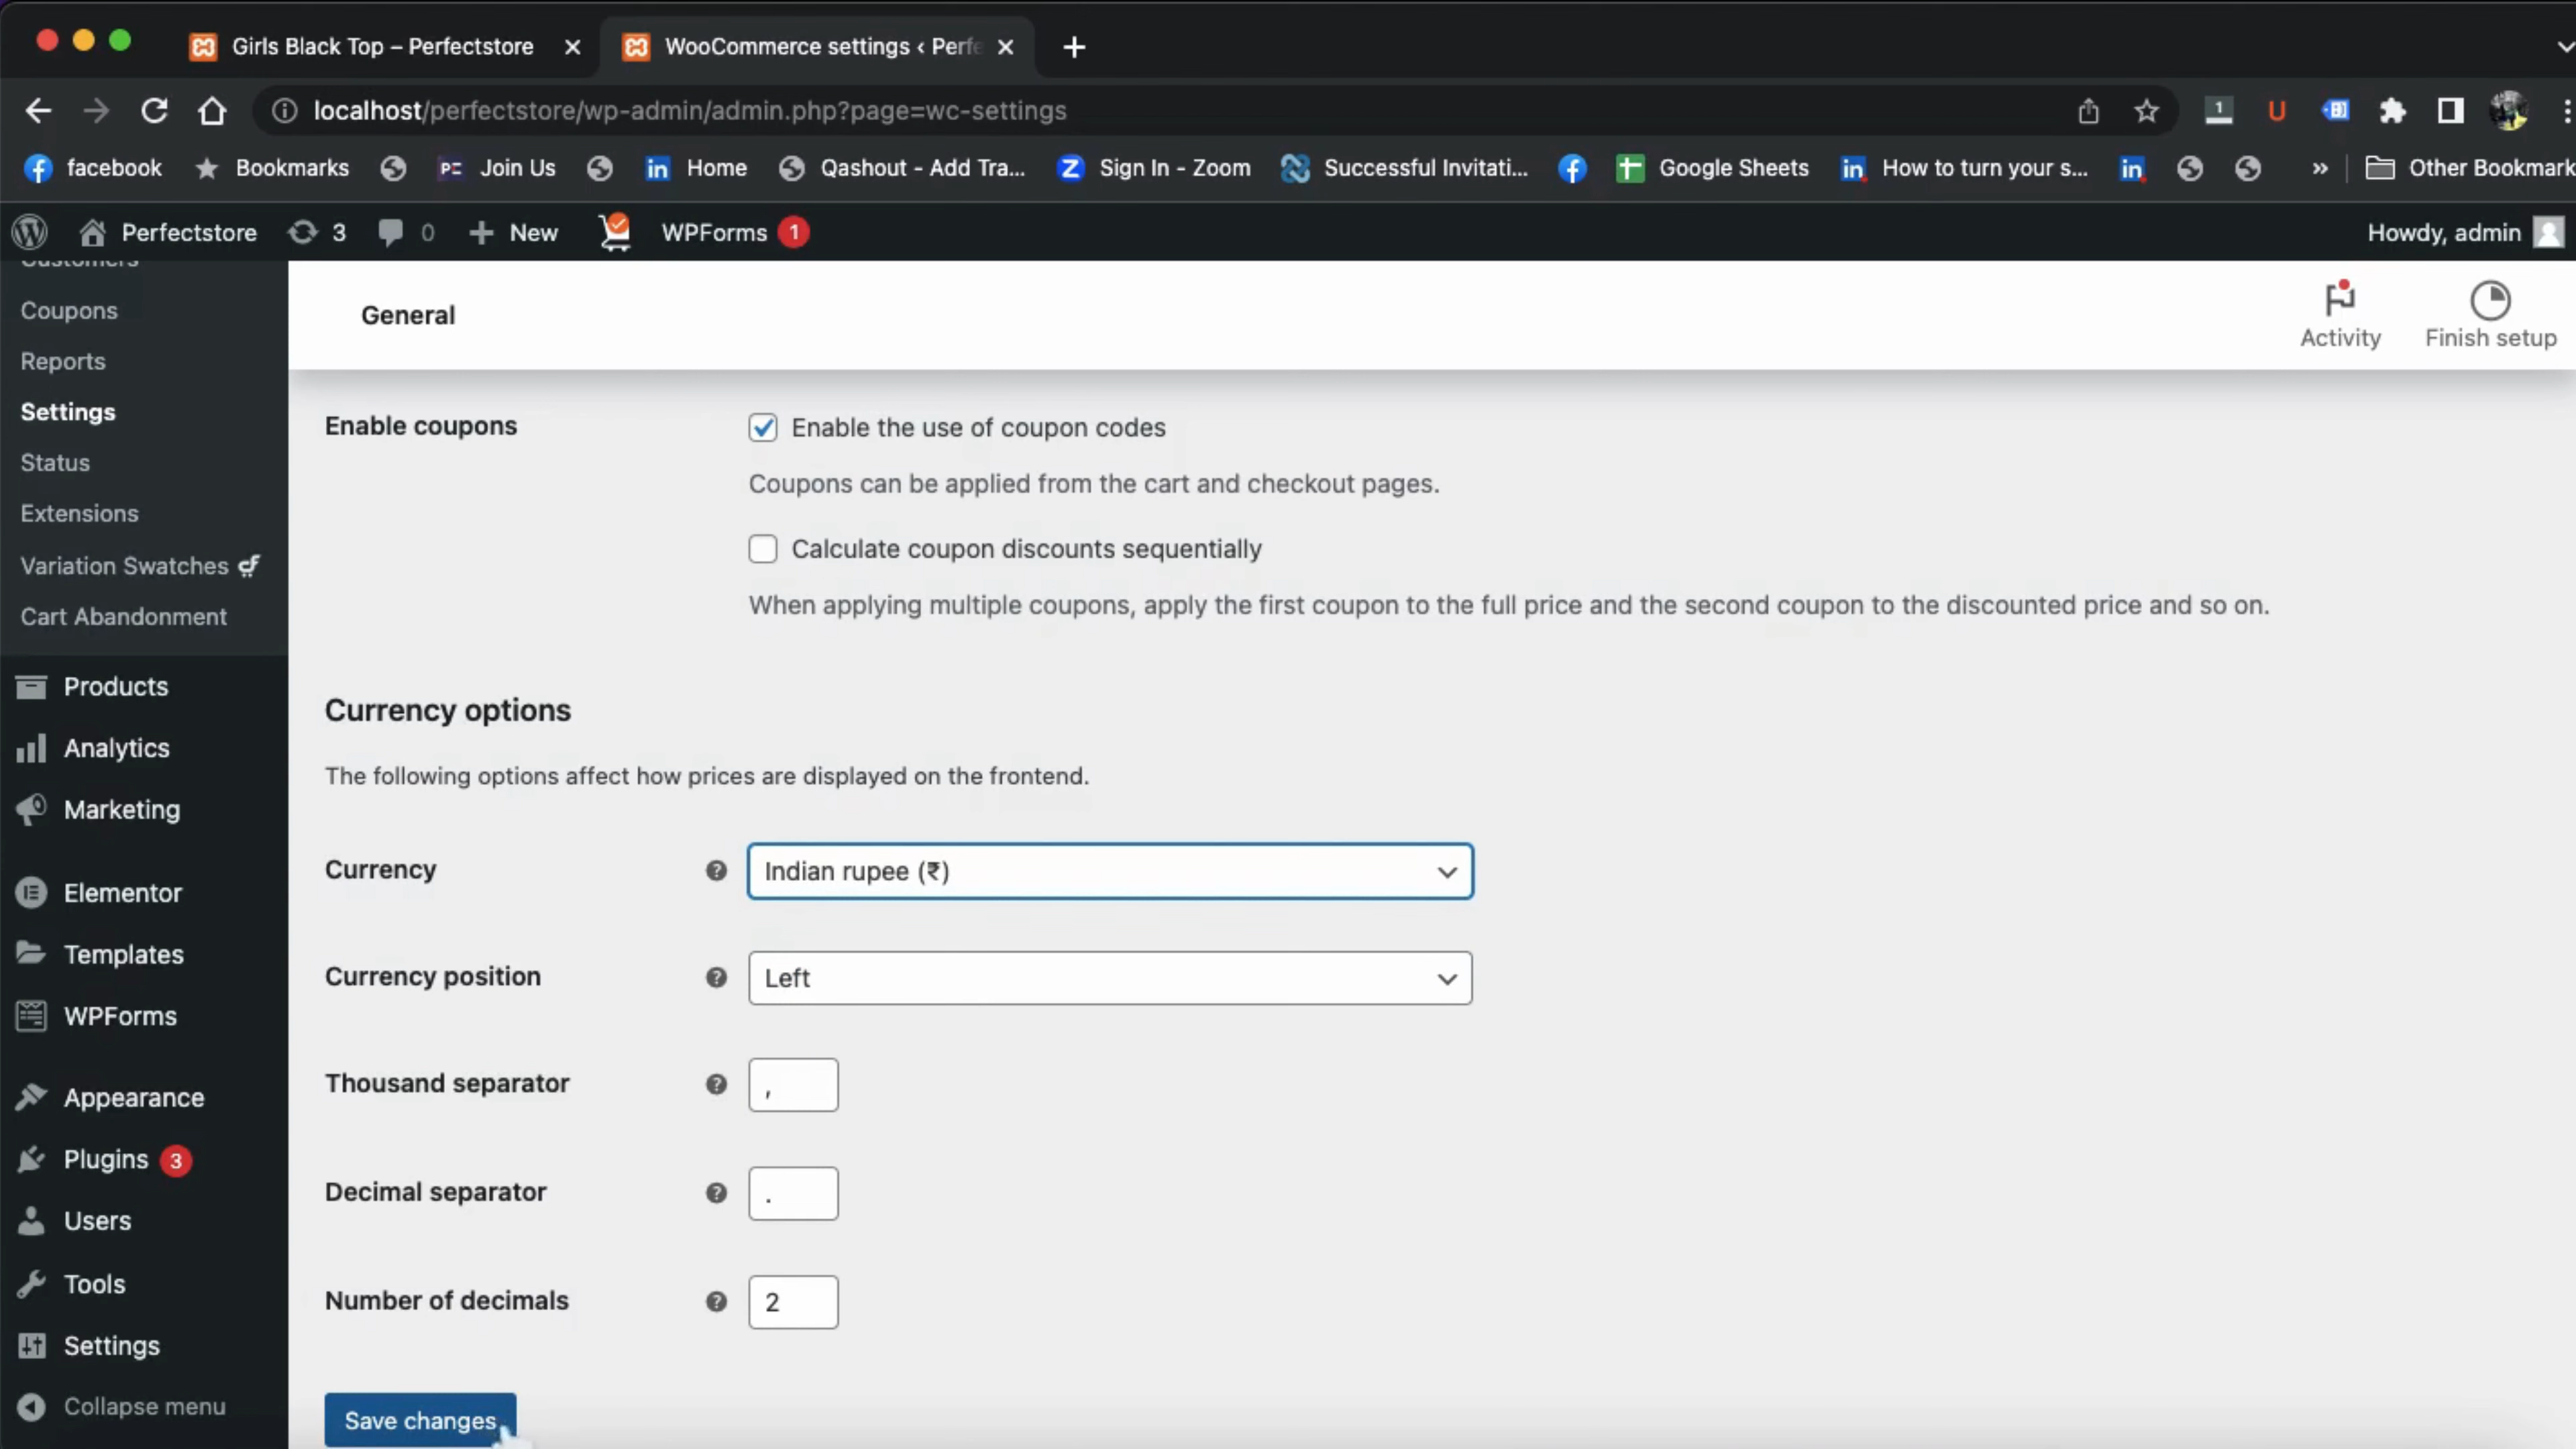 Girls Black Top – Perfectstore
WooCommerce settings ‹ Perfe
localhost/perfectstore/wp-admin/admin.php?page=wc-settings
1
U
facebook
Bookmarks
Join Us
Home
Qashout - Add Tra...
Sign In - Zoom
Successful Invitati...
Google Sheets
How to turn your s...
»
Other Bookmark
Perfectstore
3
0
New
WPForms 1
Howdy, admin
Customers
Coupons
Reports
Settings
Status
Extensions
Variation Swatches
Cart Abandonment
Products
Analytics
Marketing
Elementor
Templates
WPForms
Appearance
Plugins 3
Users
Tools
Settings
Collapse menu
General
Activity
Finish setup
Enable coupons
Enable the use of coupon codes
Coupons can be applied from the cart and checkout pages.
Calculate coupon discounts sequentially
When applying multiple coupons, apply the first coupon to the full price and the second coupon to the discounted price and so on.
Currency options
The following options affect how prices are displayed on the frontend.
Currency
Indian rupee (₹)
Currency position
Left
Thousand separator
,
Decimal separator
.
Number of decimals
2
Save changes